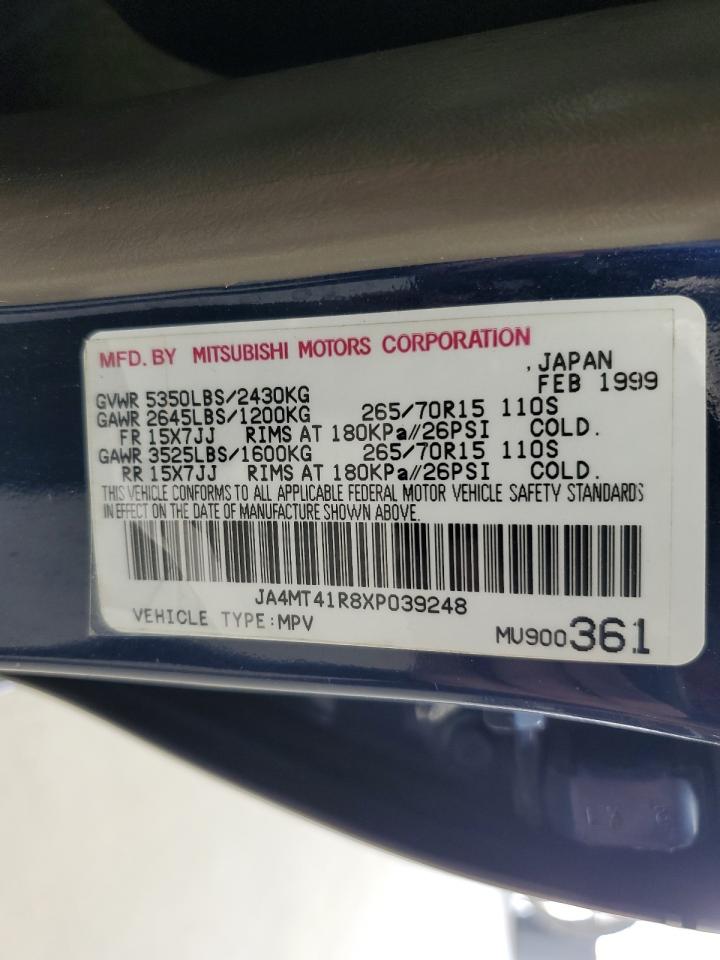 MFD. BY MITSUBISHI MOTORS CORPORATION
, JAPAN
FEB 1999
GVWR 5350LBS/2430KG
GAWR 2645LBS/1200KG 265/70R15 110S
FR 15X7JJ RIMS AT 180KPa//26PSI COLD.
GAWR 3525LBS/1600KG 265/70R15 110S
RR 15X7JJ RIMS AT 180KPa//26PSI COLD.
THIS VEHICLE CONFORMS TO ALL APPLICABLE FEDERAL MOTOR VEHICLE SAFETY STANDARDS
IN EFFECT ON THE DATE OF MANUFACTURE SHOWN ABOVE.
JA4MT41R8XP039248
VEHICLE TYPE:MPV
MU900361